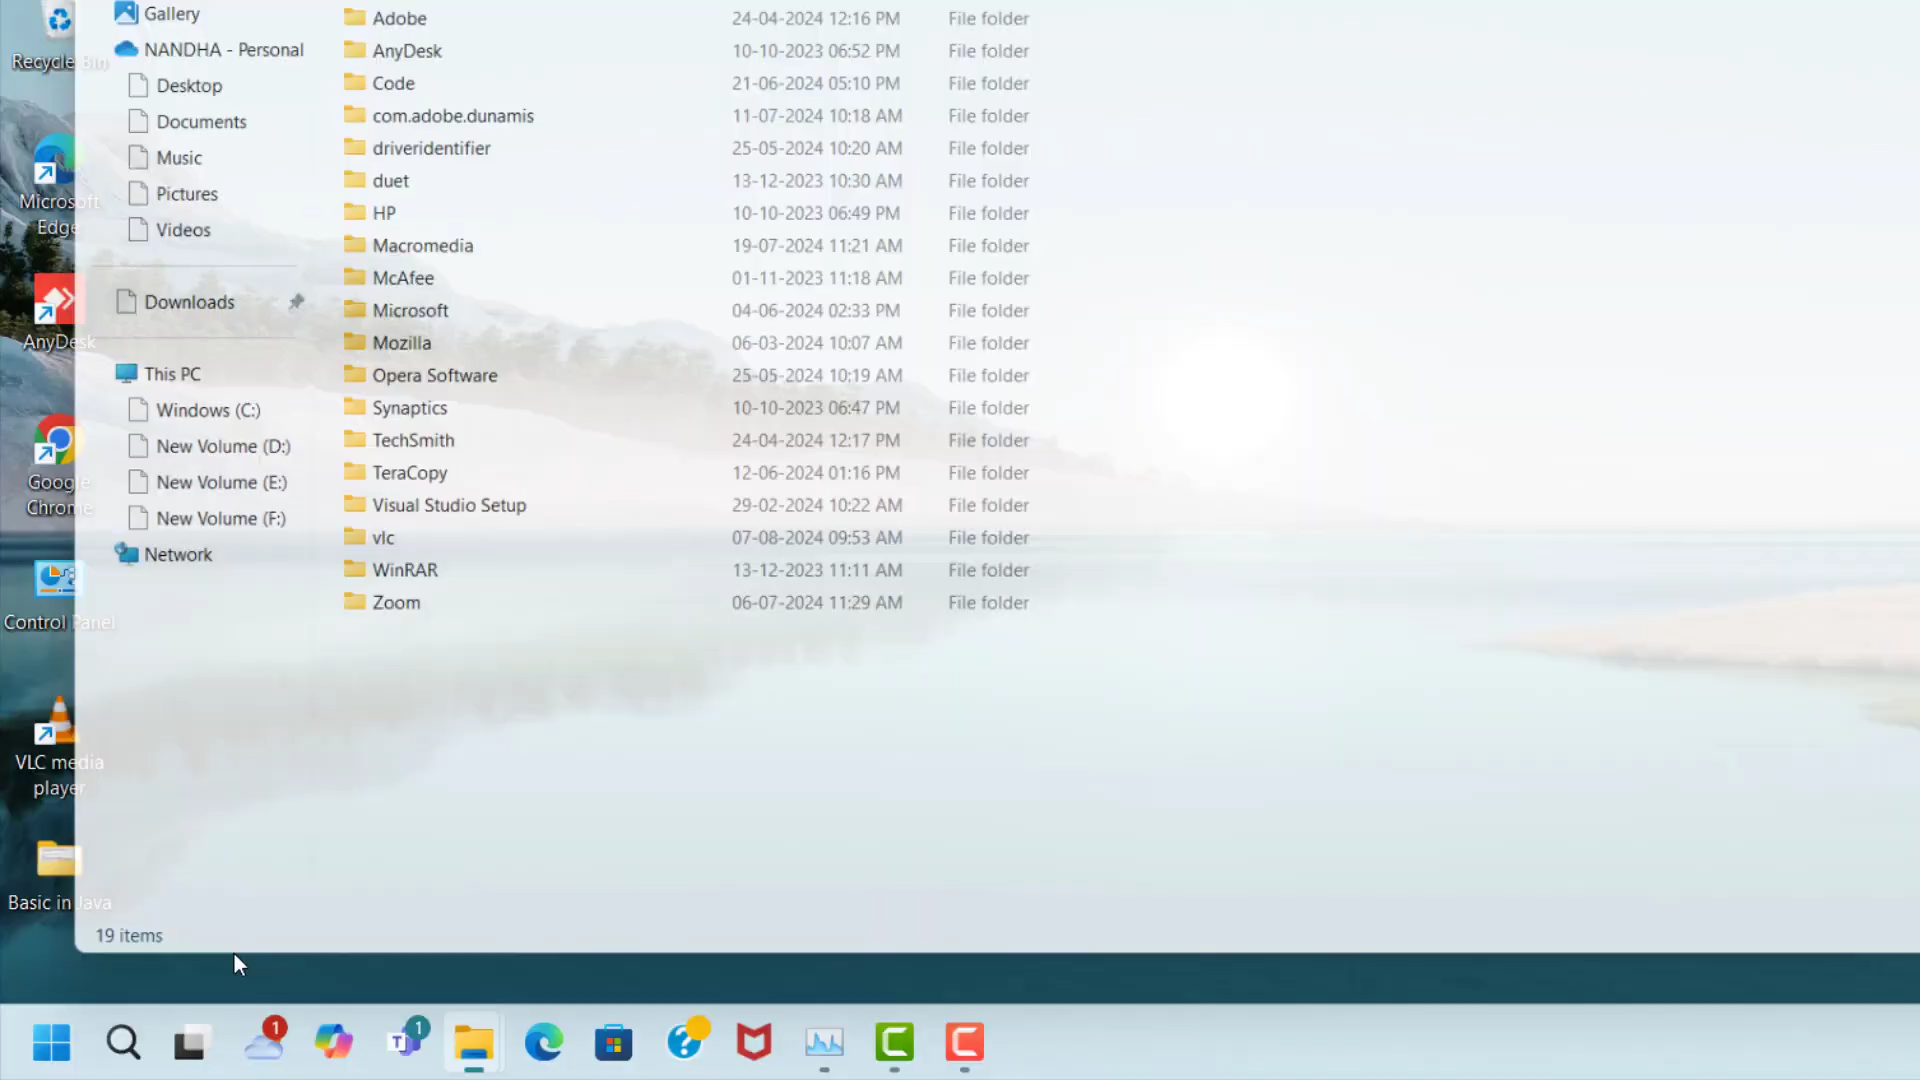 Recycle Bin
Microsoft
Edge
AnyDesk
Google
Chrome
Control Panel
VLC media
player
Basic in Java
Gallery
NANDHA - Personal
Desktop
Documents
Music
Pictures
Videos
Downloads
This PC
Windows (C:)
New Volume (D:)
New Volume (E:)
New Volume (F:)
Network
Adobe 24-04-2024 12:16 PM File folder
AnyDesk 10-10-2023 06:52 PM File folder
Code 21-06-2024 05:10 PM File folder
com.adobe.dunamis 11-07-2024 10:18 AM File folder
driveridentifier 25-05-2024 10:20 AM File folder
duet 13-12-2023 10:30 AM File folder
HP 10-10-2023 06:49 PM File folder
Macromedia 19-07-2024 11:21 AM File folder
McAfee 01-11-2023 11:18 AM File folder
Microsoft 04-06-2024 02:33 PM File folder
Mozilla 06-03-2024 10:07 AM File folder
Opera Software 25-05-2024 10:19 AM File folder
Synaptics 10-10-2023 06:47 PM File folder
TechSmith 24-04-2024 12:17 PM File folder
TeraCopy 12-06-2024 01:16 PM File folder
Visual Studio Setup 29-02-2024 10:22 AM File folder
vlc 07-08-2024 09:53 AM File folder
WinRAR 13-12-2023 11:11 AM File folder
Zoom 06-07-2024 11:29 AM File folder
19 items
1
1